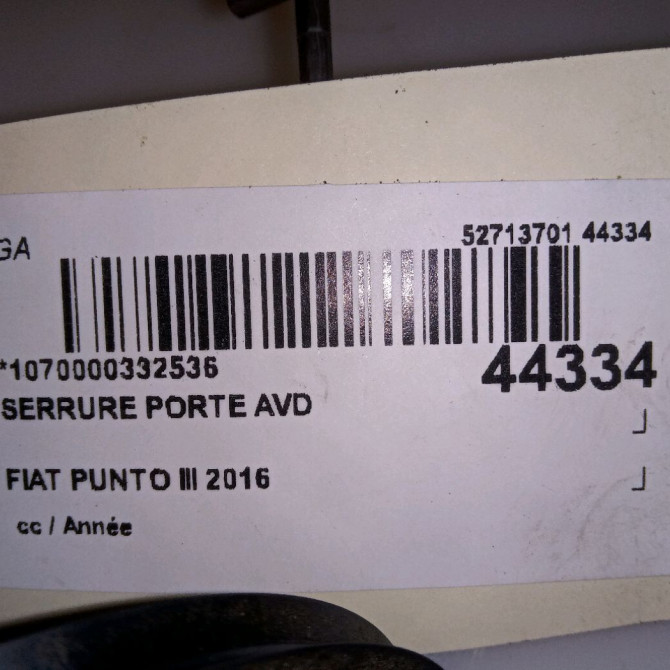 GA
52713701 44334
*1070000332536
44334
SERRURE PORTE AVD
FIAT PUNTO III 2016
cc / Année